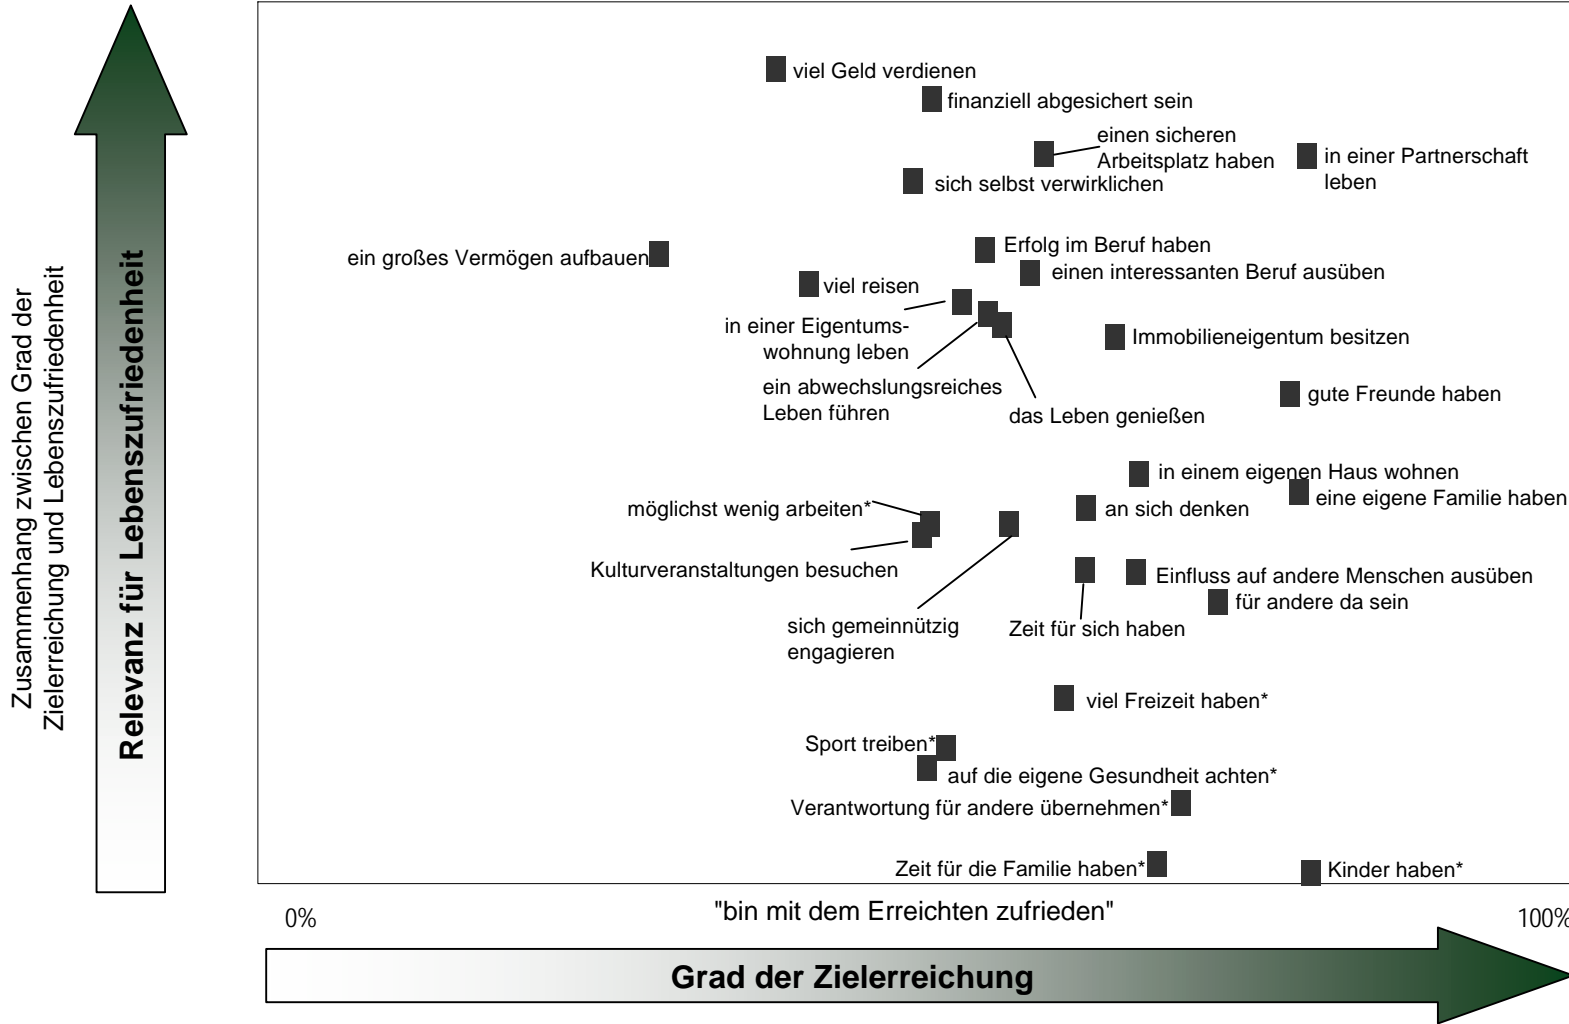 viel Geld verdienen
finanziell abgesichert sein
einen sicheren
Arbeitsplatz haben
in einer Partnerschaft
leben
sich selbst verwirklichen
Erfolg im Beruf haben
ein großes Vermögen aufbauen
einen interessanten Beruf ausüben
viel reisen
in einer Eigentums-
wohnung leben
Immobilieneigentum besitzen
ein abwechslungsreiches
Leben führen
gute Freunde haben
das Leben genießen
in einem eigenen Haus wohnen
eine eigene Familie haben
möglichst wenig arbeiten*
an sich denken
Kulturveranstaltungen besuchen
Einfluss auf andere Menschen ausüben
für andere da sein
sich gemeinnützig
engagieren
Zeit für sich haben
viel Freizeit haben*
Sport treiben*
auf die eigene Gesundheit achten*
Verantwortung für andere übernehmen*
Zeit für die Familie haben*
Kinder haben*
Zusammenhang zwischen Grad der
Zielerreichung und Lebenszufriedenheit
Relevanz für Lebenszufriedenheit
0%
"bin mit dem Erreichten zufrieden"
100%
Grad der Zielerreichung